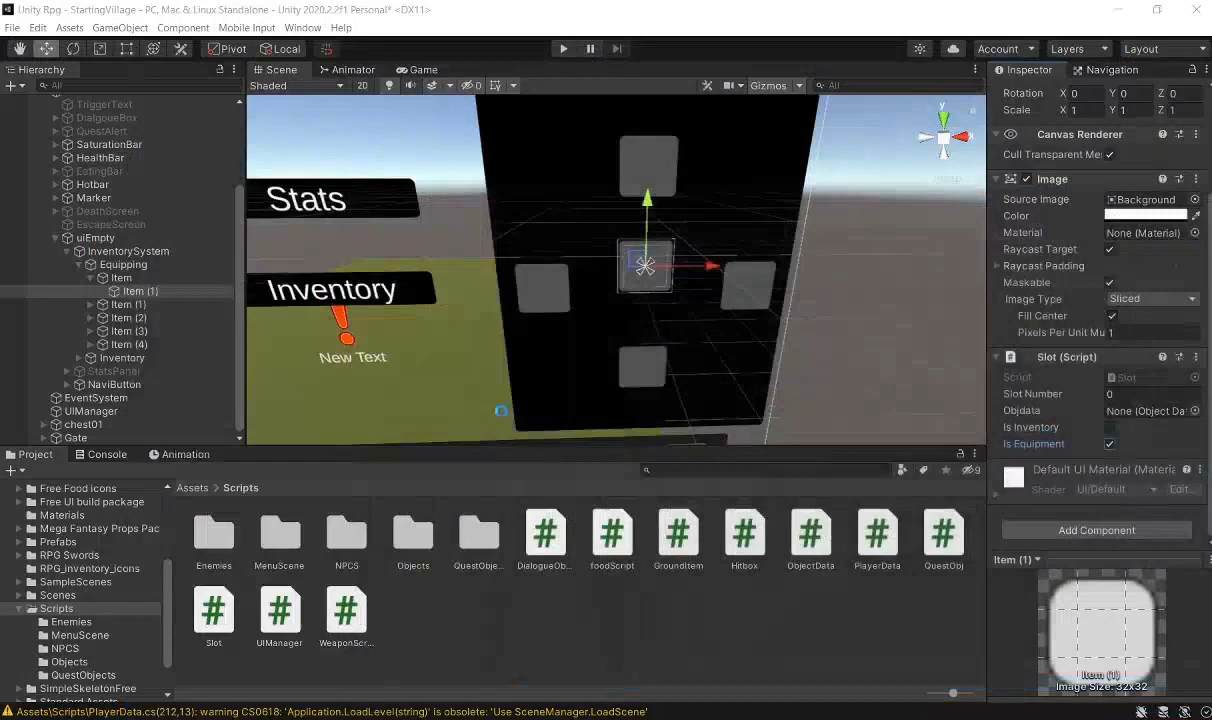 Unity Rpg - StartingVillage - PC, Mac & Linux Standalone - Unity 2020.2.2f1 Personal* <DX11>
File Edit Assets GameObject Component Mobile Input Window Help
Pivot Local Account Layers Layout
Hierarchy Scene Animator Game Inspector Navigation
All Shaded 2D 0 Gizmos All
Rotation X 0 Y 0 Z 0
Scale X 1 Y 1 Z 1
Canvas Renderer
Cull Transparent Mes
Image
Source Image Background
Color
Material None (Material)
Raycast Target
Raycast Padding
Maskable
Image Type Sliced
Fill Center
Pixels Per Unit Mu 1
Slot (Script)
Script Slot
Slot Number 0
Objdata None (Object Da
Is Inventory
Is Equipment
Default UI Material (Materia
Shader UI/Default Edit...
Add Component
Item (1)
Item (1)
Image Size: 32x32
TriggerText
DialgoueBox
QuestAlert
SaturationBar
HealthBar
EatingBar
Hotbar
Marker
DeathScreen
EscapeScreen
uiEmpty
InventorySystem
Equipping
Item
Item (1)
Item (1)
Item (2)
Item (3)
Item (4)
Inventory
StatsPanel
NaviButton
EventSystem
UIManager
chest01
Gate
Stats
Inventory
New Text
y
x
Project Console Animation
9
Free Food icons
Free UI build package
Materials
Mega Fantasy Props Pac
Prefabs
RPG Swords
RPG_inventory_icons
SampleScenes
Scenes
Scripts
Enemies
MenuScene
NPCS
Objects
QuestObjects
SimpleSkeletonFree
Standard Assets
Assets > Scripts
Enemies MenuScene NPCS Objects QuestObje... DialogueOb... foodScript GroundItem Hitbox ObjectData PlayerData QuestObj
Slot UIManager WeaponScr...
Assets\Scripts\PlayerData.cs(212,13): warning CS0618: 'Application.LoadLevel(string)' is obsolete: 'Use SceneManager.LoadScene'